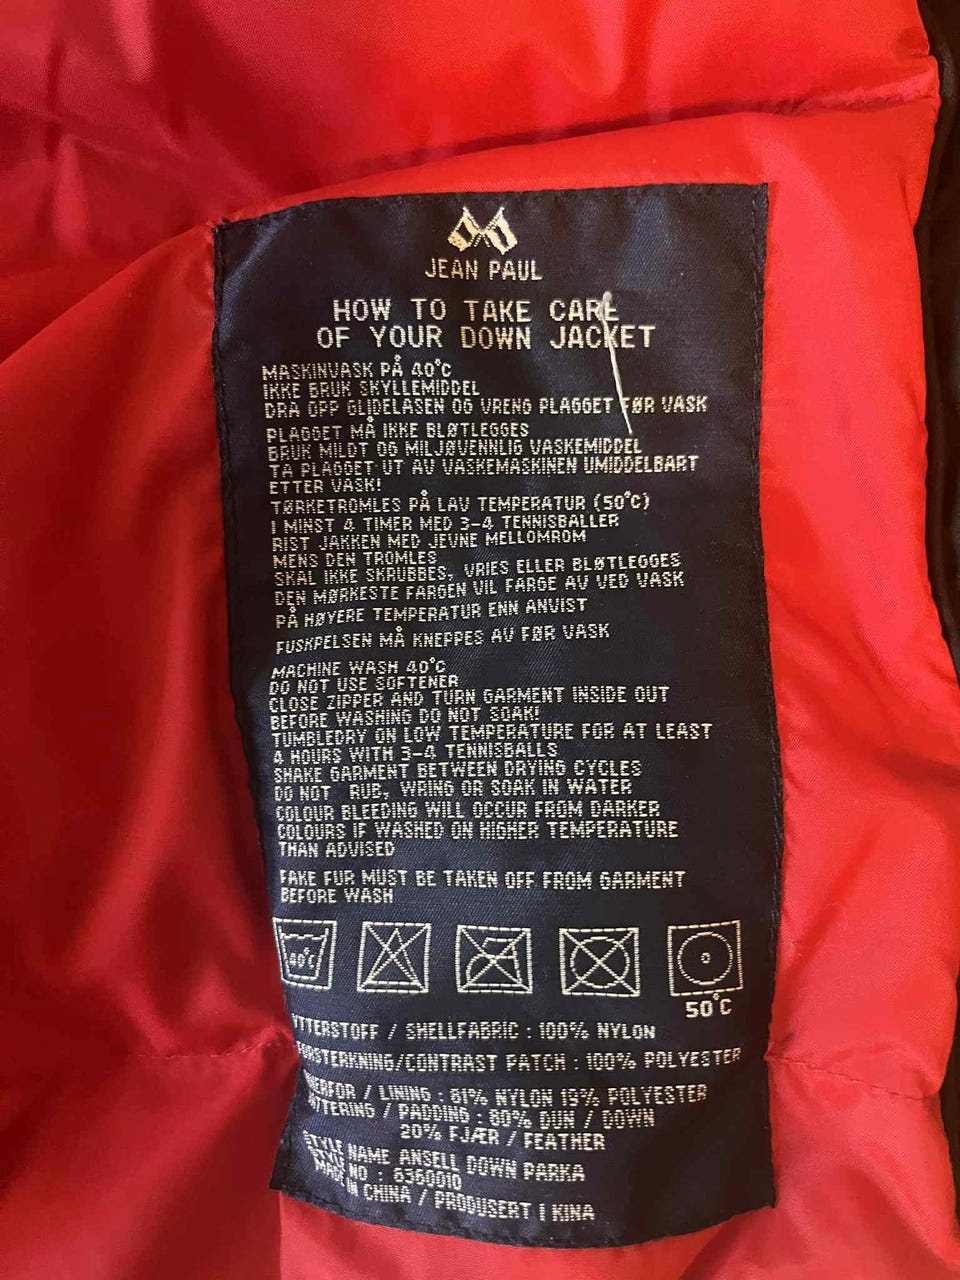 JEAN PAUL
HOW TO TAKE CARE
OF YOUR DOWN JACKET
MASKINVASK PÅ 40°C
IKKE BRUK SKYLLEMIDDEL
DRA OPP GLIDELASEN OG VRENG PLAGGET FØR VASK
PLAGGET MÅ IKKE BLØTLEGGES
BRUK MILDT OG MILJØVENNLIG VASKEMIDDEL
TA PLAGGET UT AV VASKEMASKINEN UMIDDELBART
ETTER VASK!
TØRKETROMLES PÅ LAV TEMPERATUR (50°C)
I MINST 4 TIMER MED 3-4 TENNISBALLER
RIST JAKKEN MED JEVNE MELLOMROM
MENS DEN TROMLES
SKAL IKKE SKRUBBES, VRIES ELLER BLØTLEGGES
DEN MØRKESTE FARGEN VIL FARGE AV VED VASK
PÅ HØYERE TEMPERATUR ENN ANVIST
FUSKPELSEN MÅ KNEPPES AV FØR VASK
MACHINE WASH 40°C
DO NOT USE SOFTENER
CLOSE ZIPPER AND TURN GARMENT INSIDE OUT
BEFORE WASHING DO NOT SOAK!
TUMBLEDRY ON LOW TEMPERATURE FOR AT LEAST
4 HOURS WITH 3-4 TENNISBALLS
SHAKE GARMENT BETWEEN DRYING CYCLES
DO NOT RUB, WRING OR SOAK IN WATER
COLOUR BLEEDING WILL OCCUR FROM DARKER
COLOURS IF WASHED ON HIGHER TEMPERATURE
THAN ADVISED
FAKE FUR MUST BE TAKEN OFF FROM GARMENT
BEFORE WASH
40°C
50°C
YTTERSTOFF / SHELLFABRIC : 100% NYLON
FORSTERKNING/CONTRAST PATCH : 100% POLYESTER
INNERFOR / LINING : 81% NYLON 19% POLYESTER
/ PADDING : 80% DUN / DOWN
20% FJÆR / FEATHER
STYLE NAME ANSELL DOWN PARKA
STYLE NO : 6360010
MADE IN CHINA / PRODUSERT I KINA